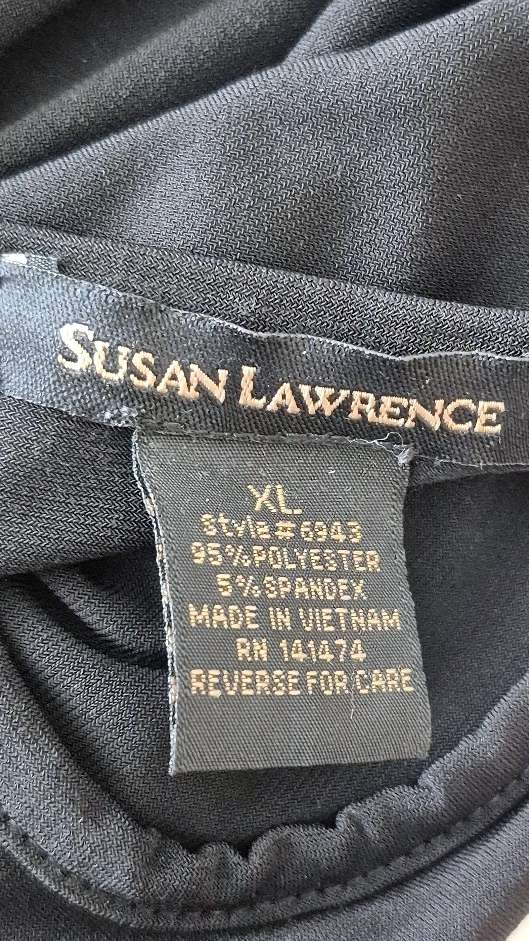 SUSAN LAWRENCE
XL
Style#6943
95%POLYESTER
5%SPANDEX
MADE IN VIETNAM
RN 141474
REVERSE FOR CARE